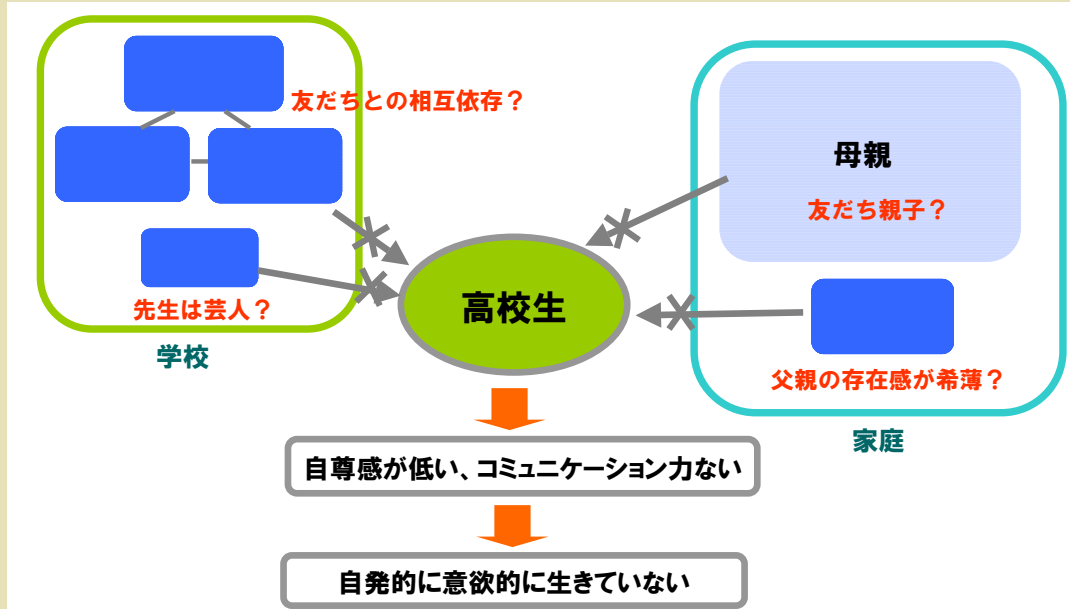 友だちとの相互依存？
先生は芸人？
学校
母親
友だち親子？
父親の存在感が希薄？
家庭
高校生
自尊感が低い、コミュニケーション力ない
自発的に意欲的に生きていない